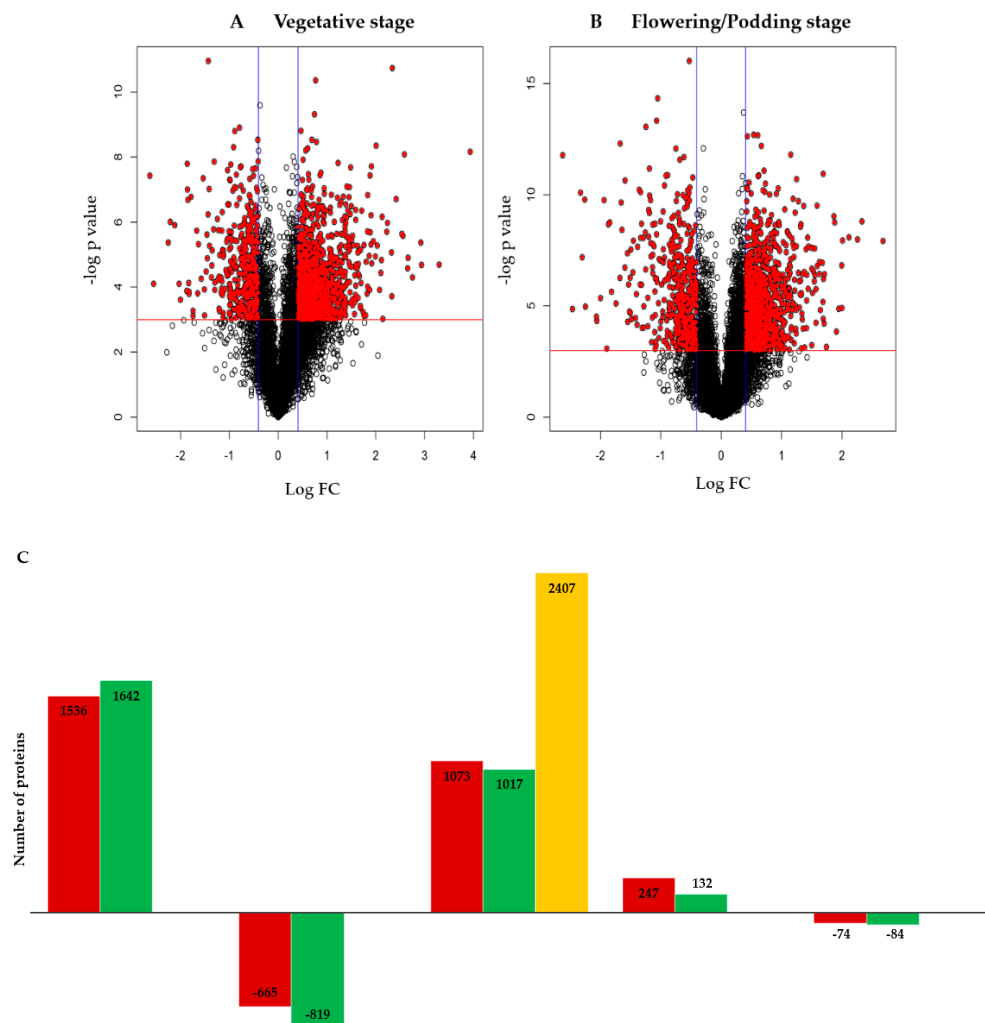 A Vegetative stage
B Flowering/Podding stage
-log p value
10
8
6
4
2
0
-2 -1 0 1 2 3 4
Log FC
-log p value
15
10
5
0
-2 -1 0 1 2
Log FC
C
Number of proteins
1536
1642
-665
-819
1073
1017
2407
247
132
-74
-84